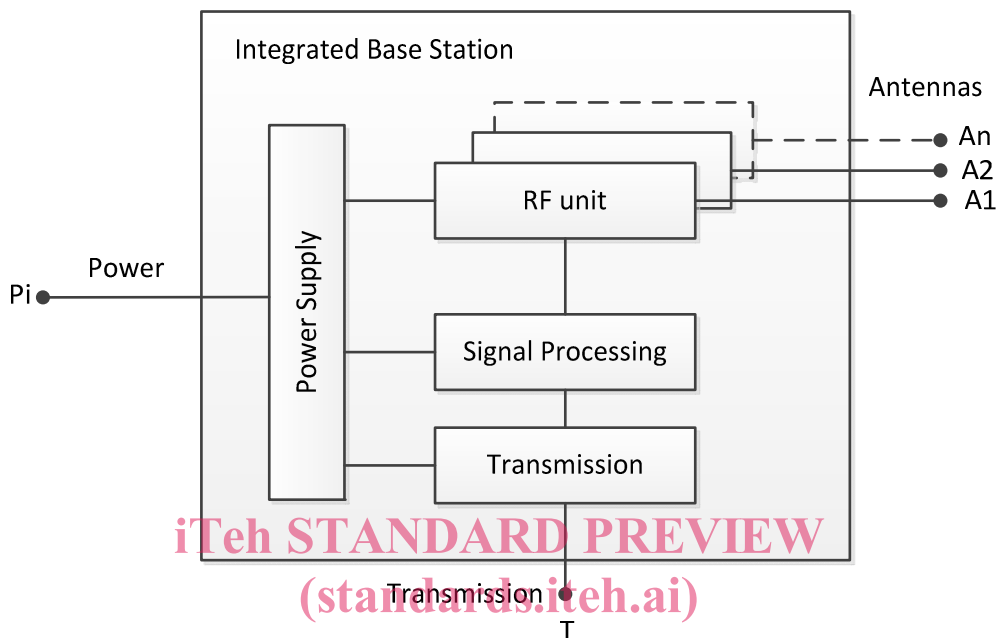 Integrated Base Station
Antennas
An
A2
A1
RF unit
Power
Pi
Power Supply
Signal Processing
Transmission
iTeh STANDARD PREVIEW
Transmission
(standards.iteh.ai)
T